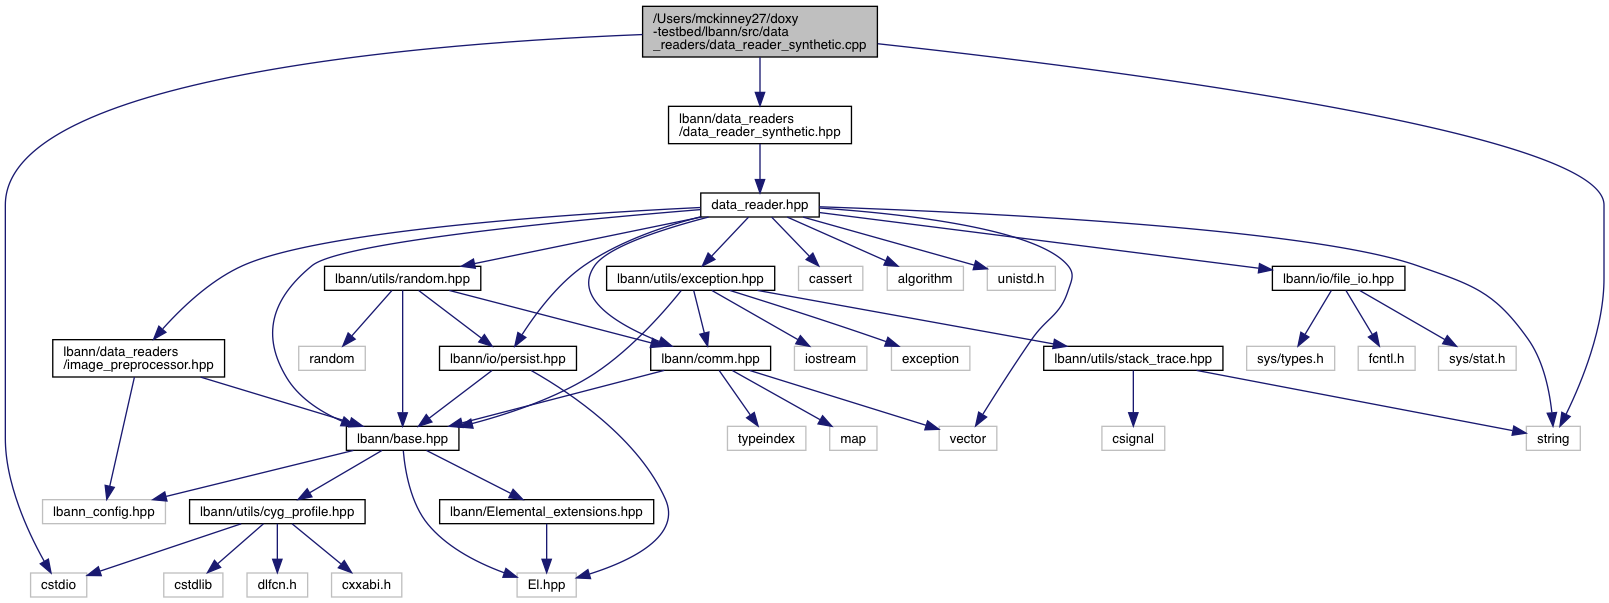 /Users/mckinney27/doxy
-testbed/lbann/src/data
_readers/data_reader_synthetic.cpp
lbann/data_readers
/data_reader_synthetic.hpp
data_reader.hpp
lbann/utils/random.hpp
lbann/utils/exception.hpp
cassert
algorithm
unistd.h
lbann/io/file_io.hpp
lbann/data_readers
/image_preprocessor.hpp
random
lbann/io/persist.hpp
lbann/comm.hpp
iostream
exception
lbann/utils/stack_trace.hpp
sys/types.h
fcntl.h
sys/stat.h
lbann/base.hpp
typeindex
map
vector
csignal
string
lbann_config.hpp
lbann/utils/cyg_profile.hpp
lbann/Elemental_extensions.hpp
cstdio
cstdlib
dlfcn.h
cxxabi.h
El.hpp